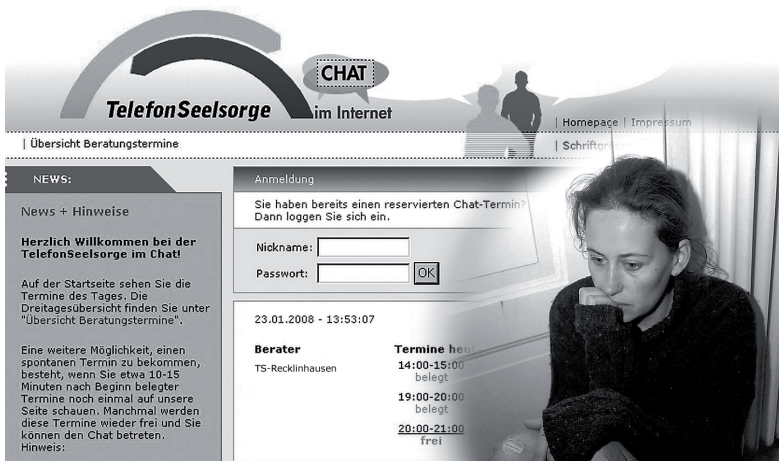 CHAT
TelefonSeelsorge
im Internet
| Homepage | Impressum
| Übersicht Beratungstermine
| Schriftgr
NEWS:
News + Hinweise
Herzlich Willkommen bei der
TelefonSeelsorge im Chat!
Auf der Startseite sehen Sie die
Termine des Tages. Die
Dreitagesübersicht finden Sie unter
"Übersicht Beratungstermine".
Eine weitere Möglichkeit, einen
spontanen Termin zu bekommen,
besteht, wenn Sie etwa 10-15
Minuten nach Beginn belegter
Termine noch einmal auf unsere
Seite schauen. Manchmal werden
diese Termine wieder frei und Sie
können den Chat betreten.
Hinweis:
Anmeldung
Sie haben bereits einen reservierten Chat-Termin?
Dann loggen Sie sich ein.
Nickname:
Passwort: OK
23.01.2008 - 13:53:07
Berater Termine heu
TS-Recklinhausen 14:00-15:00
belegt
19:00-20:00
belegt
20:00-21:00
frei